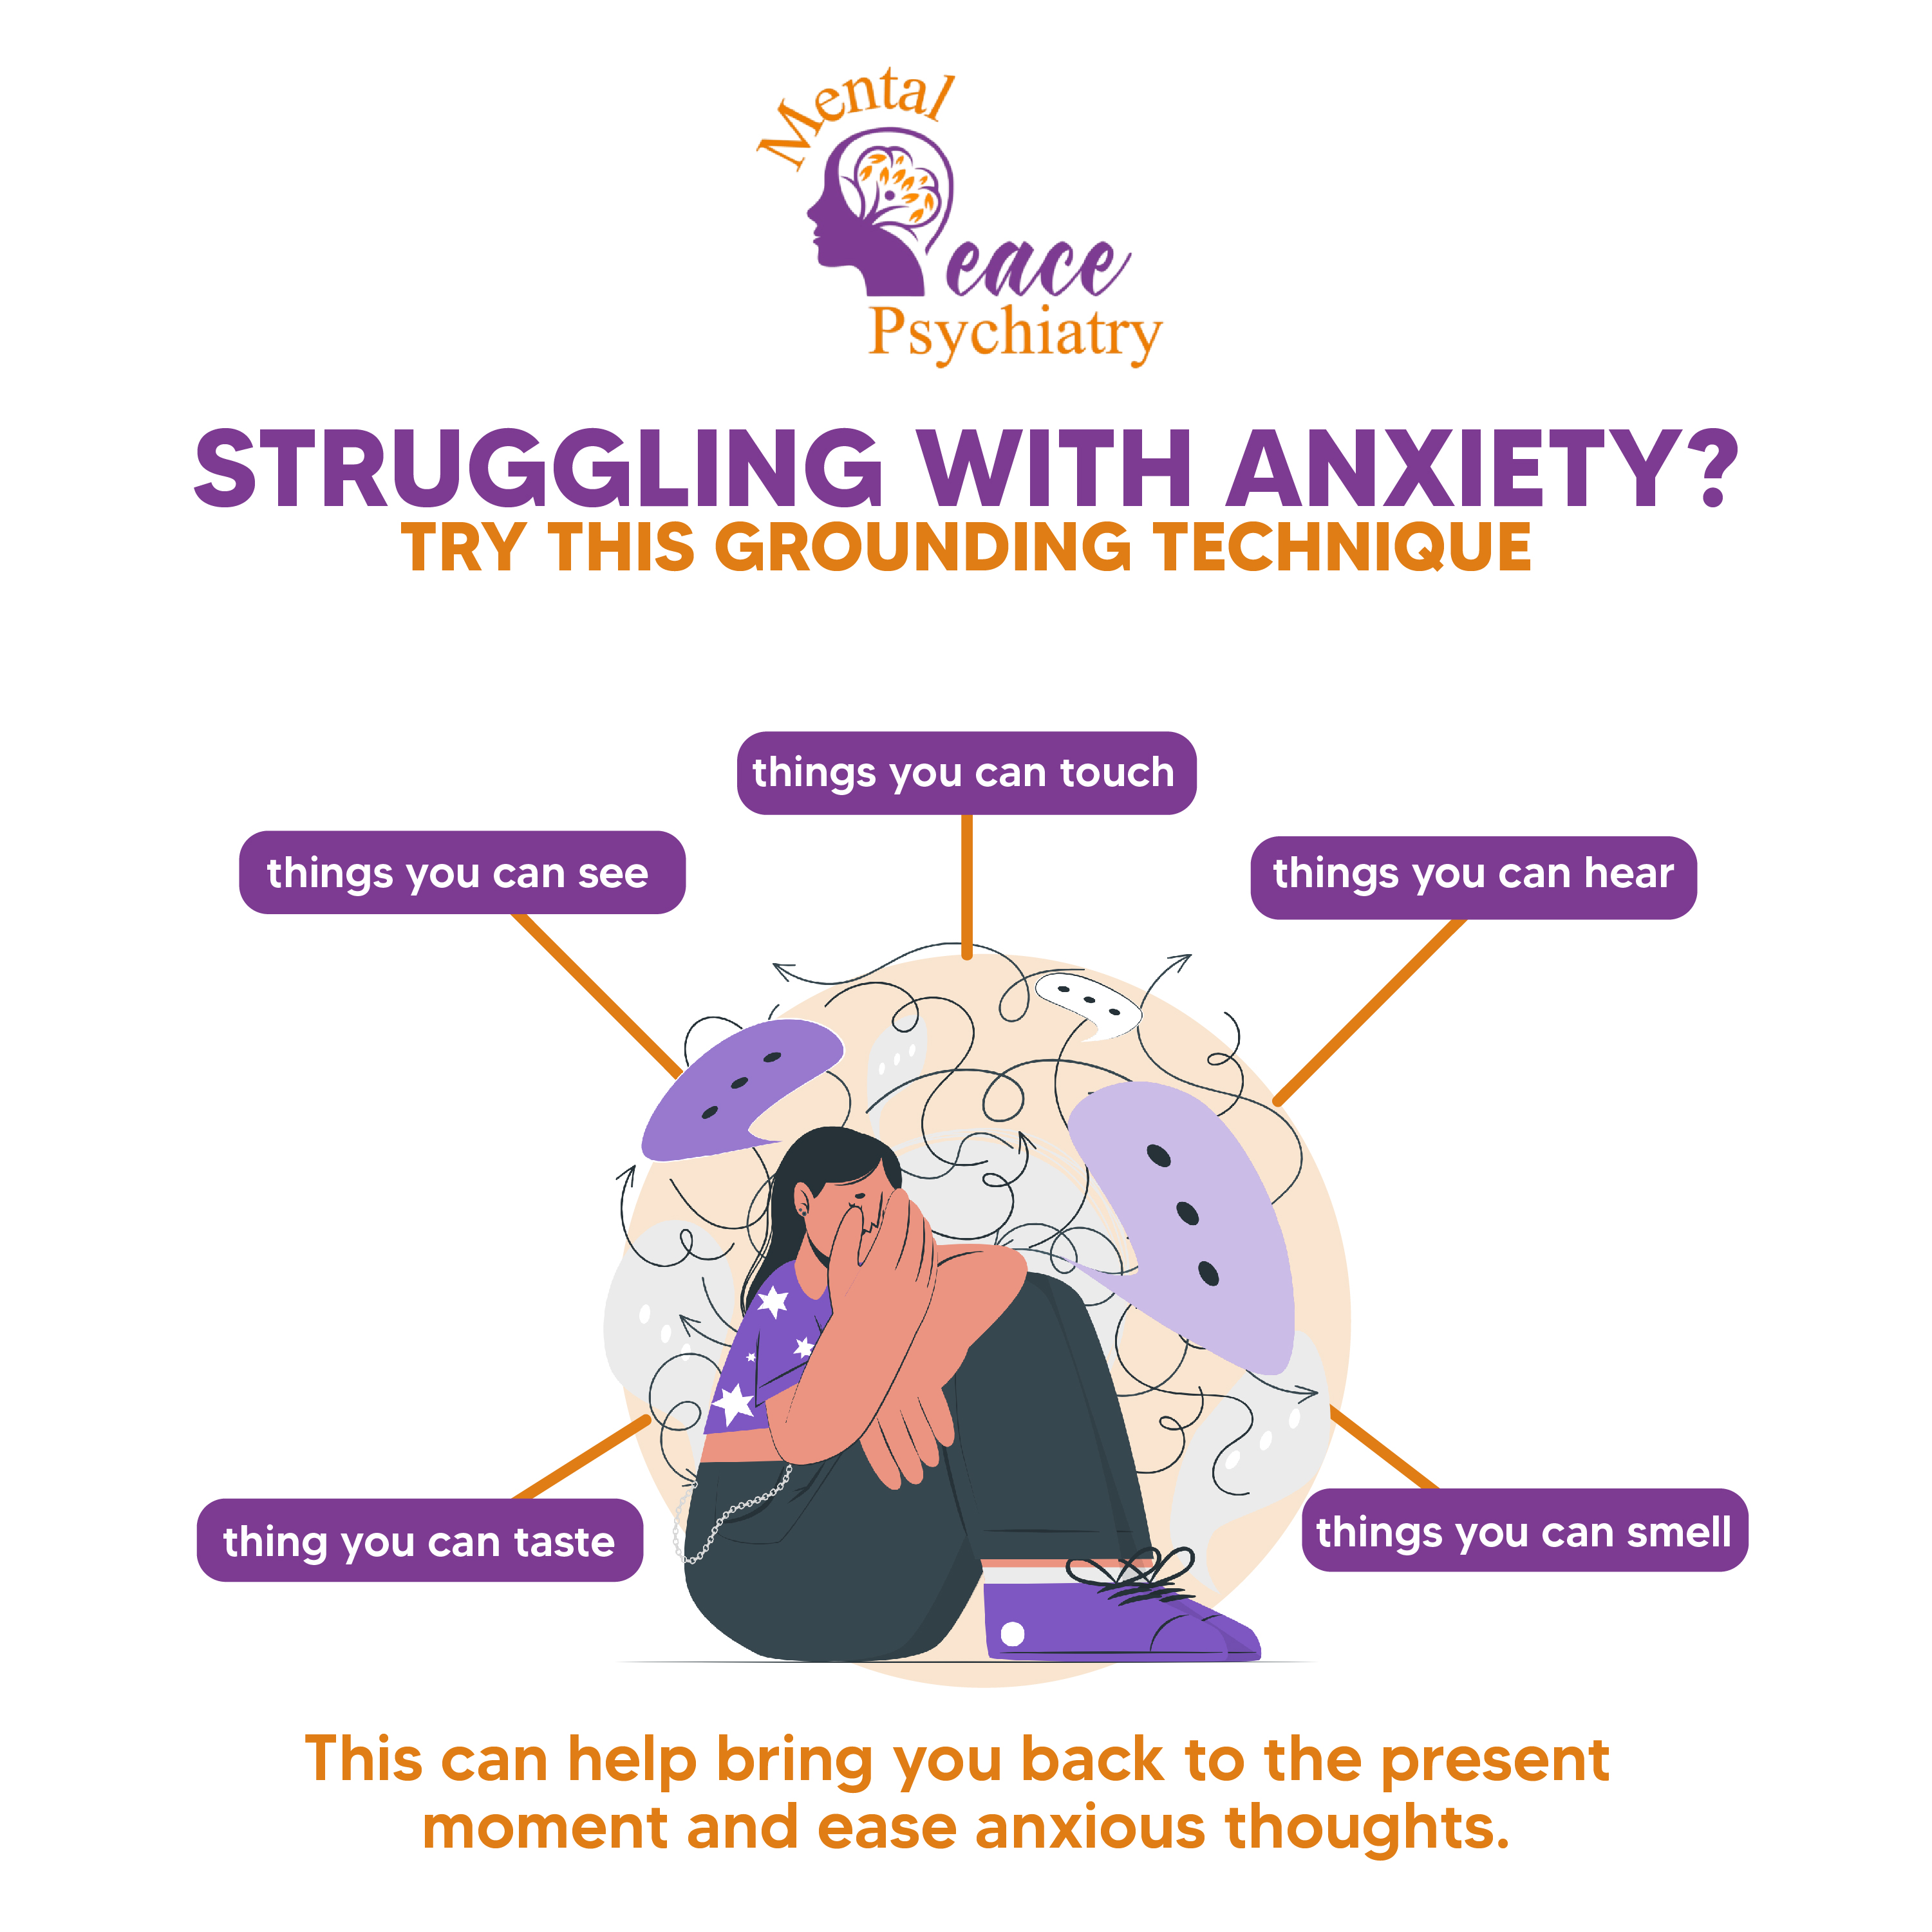 Mental
Peace
Psychiatry
STRUGGLING WITH ANXIETY?
TRY THIS GROUNDING TECHNIQUE
things you can touch
things you can see
things you can hear
thing you can taste
things you can smell
This can help bring you back to the present
moment and ease anxious thoughts.